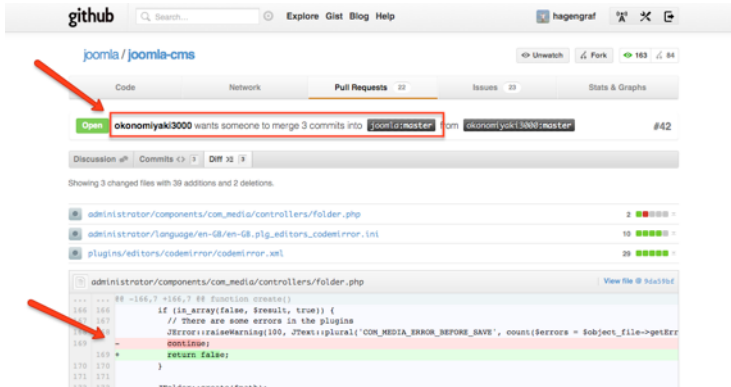 github Search... Explore Gist Blog Help hagengraf
joomla / joomla-cms Unwatch Fork 163 84
Code Network Pull Requests 22 Issues 23 Stats & Graphs
Open okonomiyaki3000 wants someone to merge 3 commits into joomla:master from okonomiyaki3000:master #42
Discussion Commits 3 Diff 3
Showing 3 changed files with 39 additions and 2 deletions.
administrator/components/com_media/controllers/folder.php 2
administrator/language/en-GB/en-GB.plg_editors_codemirror.ini 10
plugins/editors/codemirror/codemirror.xml 29
administrator/components/com_media/controllers/folder.php View file @
... ... @@ -166,7 +166,7 @@ function create()
166 166 if (in_array(false, $result, true)) {
167 167 // There are some errors in the plugins
JError::raiseWarning(100, JText::plural('COM_MEDIA_ERROR_BEFORE_SAVE', count($errors = $object_file->getErr
169 - continue;
169 + return false;
170 170 }
171 171